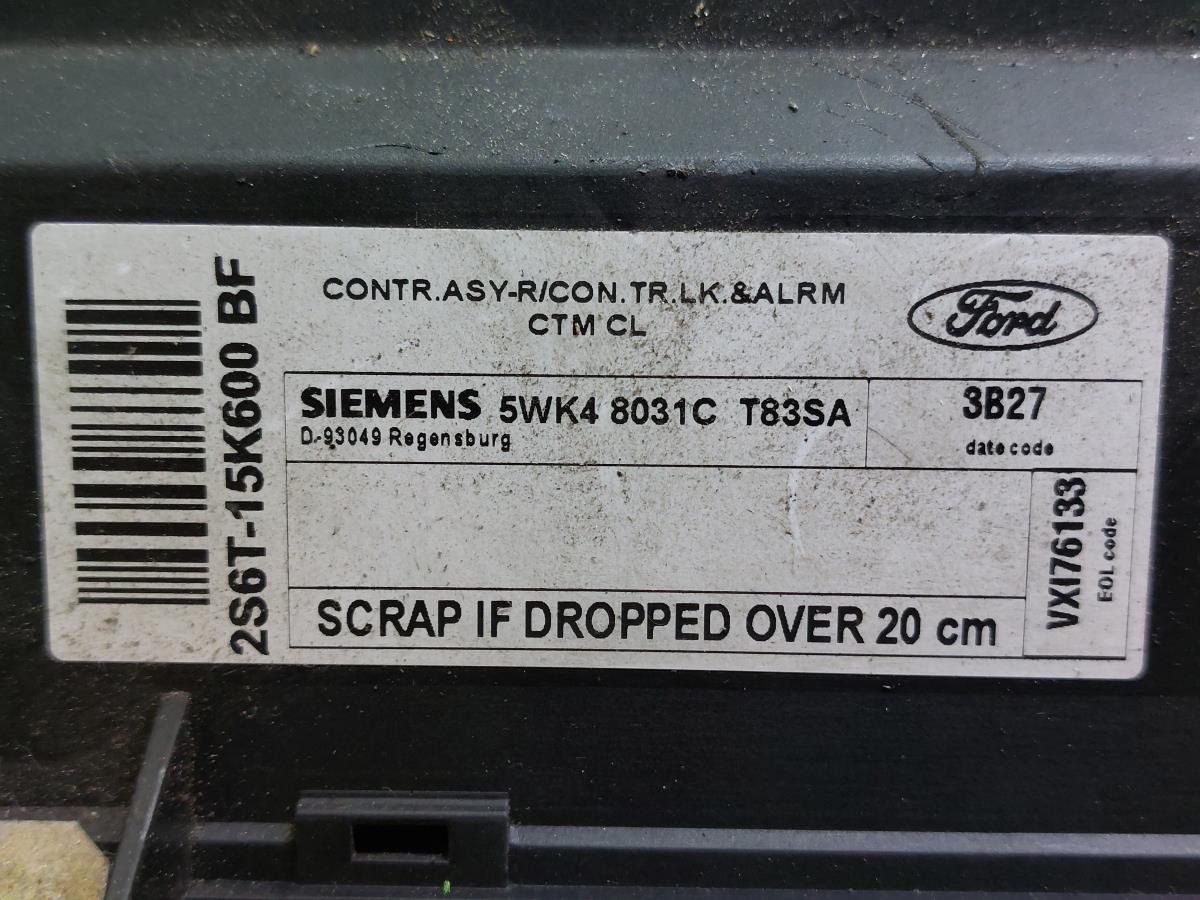 2S6T-15K600 BF
CONTR.ASY-R/CON.TR.LK.&ALRM
CTM CL
Ford
SIEMENS 5WK4 8031C T83SA
D.-93049 Regensburg
3B27
date code
VXI76133
EOL code
SCRAP IF DROPPED OVER 20 cm